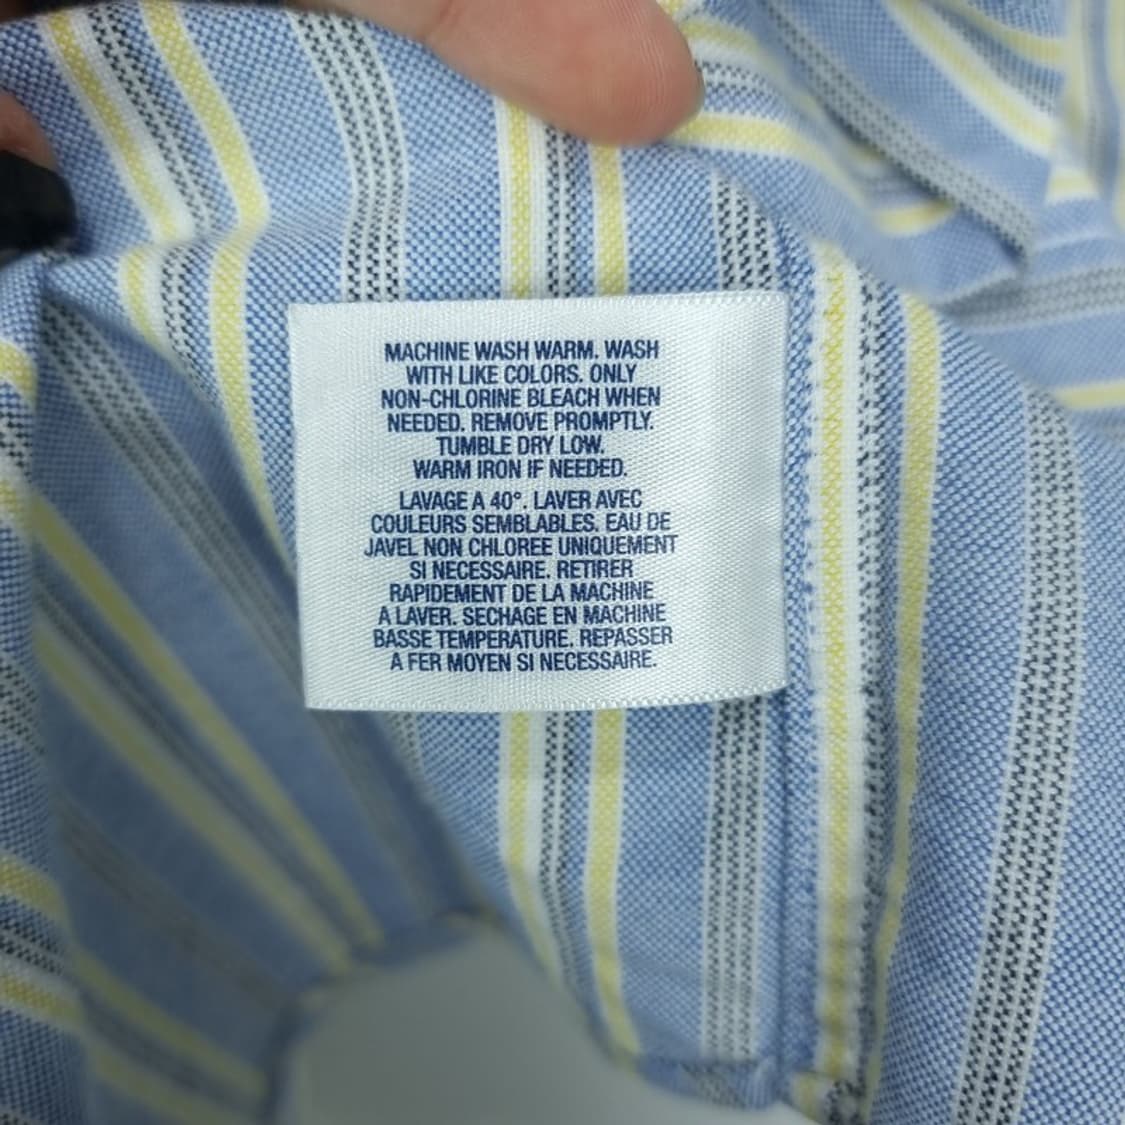 MACHINE WASH WARM. WASH
WITH LIKE COLORS. ONLY
NON-CHLORINE BLEACH WHEN
NEEDED. REMOVE PROMPTLY.
TUMBLE DRY LOW.
WARM IRON IF NEEDED.
LAVAGE A 40°. LAVER AVEC
COULEURS SEMBLABLES. EAU DE
JAVEL NON CHLOREE UNIQUEMENT
SI NECESSAIRE. RETIRER
RAPIDEMENT DE LA MACHINE
A LAVER. SECHAGE EN MACHINE
BASSE TEMPERATURE. REPASSER
A FER MOYEN SI NECESSAIRE.